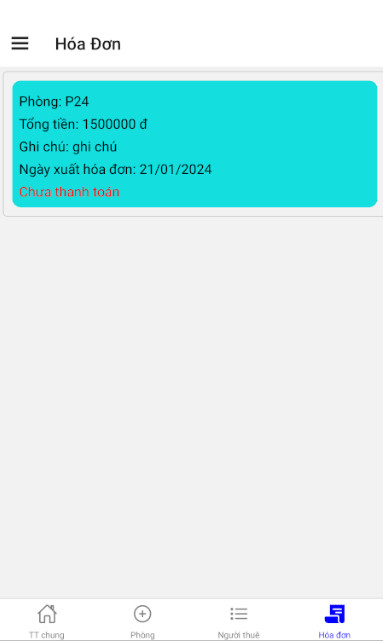 Hóa Đơn
Phòng: P24
Tổng tiền: 1500000 đ
Ghi chú: ghi chú
Ngày xuất hóa đơn: 21/01/2024
Chưa thanh toán
TT chung
Phòng
Người thuê
Hóa đơn